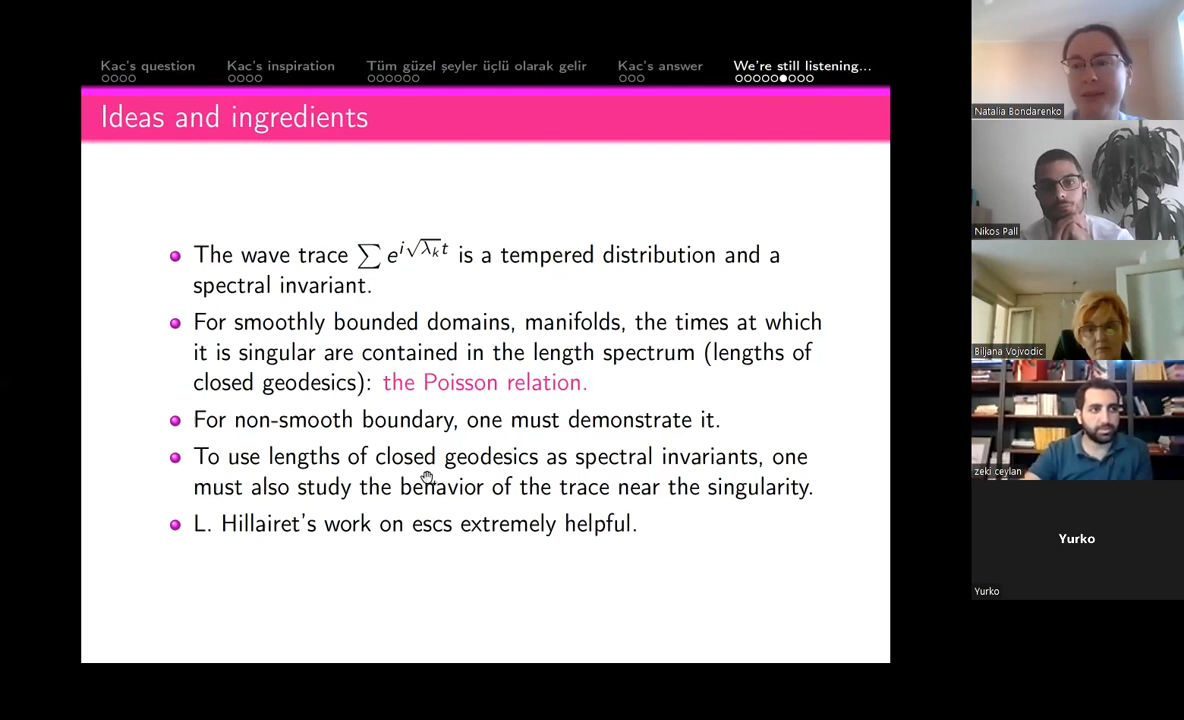 Kac's question
Kac's inspiration
Tüm güzel şeyler üçlü olarak gelir
Kac's answer
We're still listening...
Ideas and ingredients
The wave trace ∑ e^{i√λ_k t} is a tempered distribution and a
spectral invariant.
For smoothly bounded domains, manifolds, the times at which
it is singular are contained in the length spectrum (lengths of
closed geodesics): the Poisson relation.
For non-smooth boundary, one must demonstrate it.
To use lengths of closed geodesics as spectral invariants, one
must also study the behavior of the trace near the singularity.
L. Hillairet's work on escs extremely helpful.
Natalia Bondarenko
Nikos Pall
Biljana Vojvodic
zeki ceylan
Yurko
Yurko